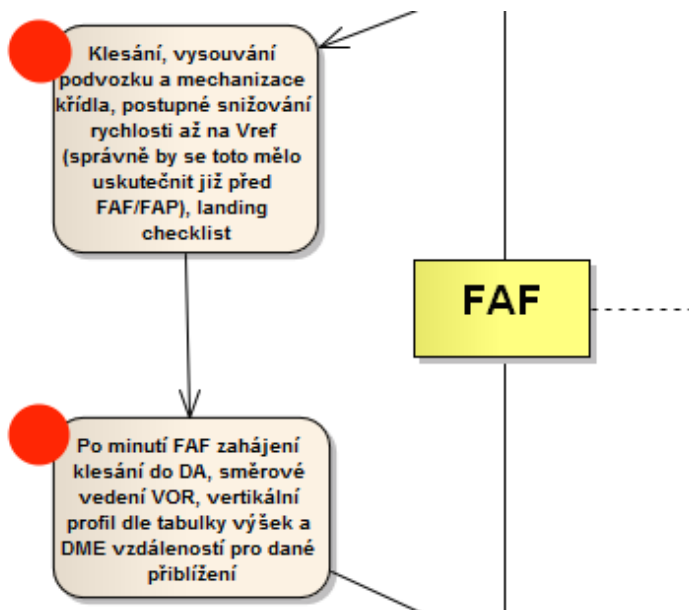 Klesání, vysouvání
podvozku a mechanizace
křídla, postupné snižování
rychlosti až na Vref
(správně by se toto mělo
uskutečnit již před
FAF/FAP), landing
checklist
FAF
Po minutí FAF zahájení
klesání do DA, směrové
vedení VOR, vertikální
profil dle tabulky výšek a
DME vzdáleností pro dané
přiblížení